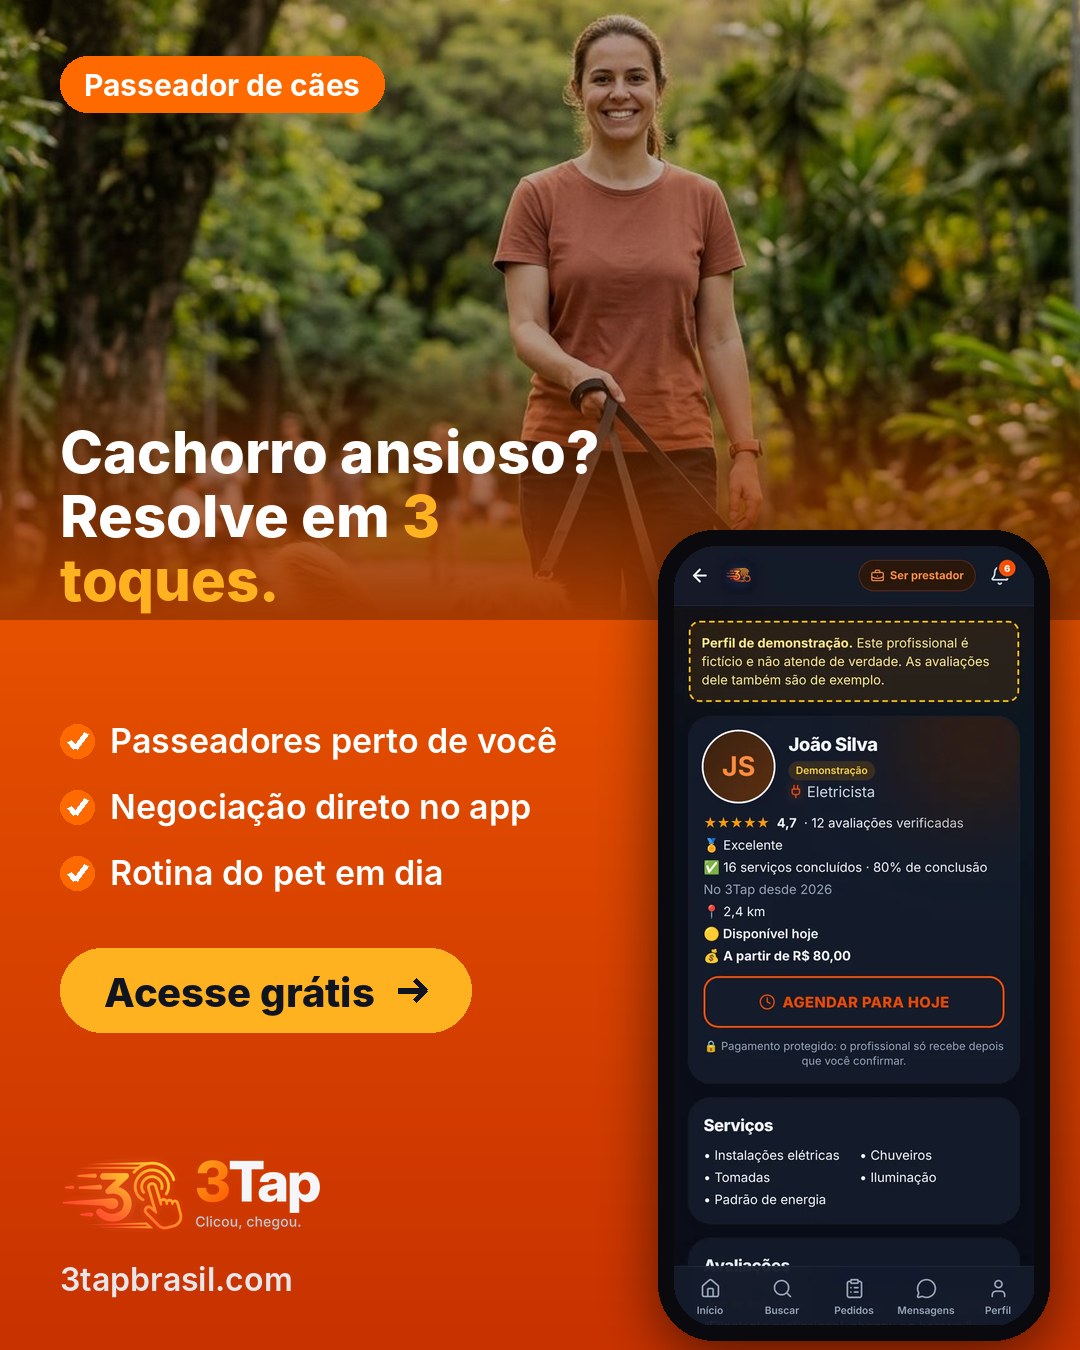 Passeador de cães
Cachorro ansioso?
Resolve em 3
toques.
Passeadores perto de você
Negociação direto no app
Rotina do pet em dia
Acesse grátis →
3Tap
Clicou, chegou.
3tapbrasil.com
Ser prestador
6
Perfil de demonstração. Este profissional é
fictício e não atende de verdade. As avaliações
dele também são de exemplo.
JS
João Silva
Demonstração
Eletricista
★★★★★ 4,7 · 12 avaliações verificadas
🏅 Excelente
✅ 16 serviços concluídos · 80% de conclusão
No 3Tap desde 2026
📍 2,4 km
🟡 Disponível hoje
💰 A partir de R$ 80,00
AGENDAR PARA HOJE
🔒 Pagamento protegido: o profissional só recebe depois
que você confirmar.
Serviços
• Instalações elétricas
• Chuveiros
• Tomadas
• Iluminação
• Padrão de energia
Avaliações
Início
Buscar
Pedidos
Mensagens
Perfil